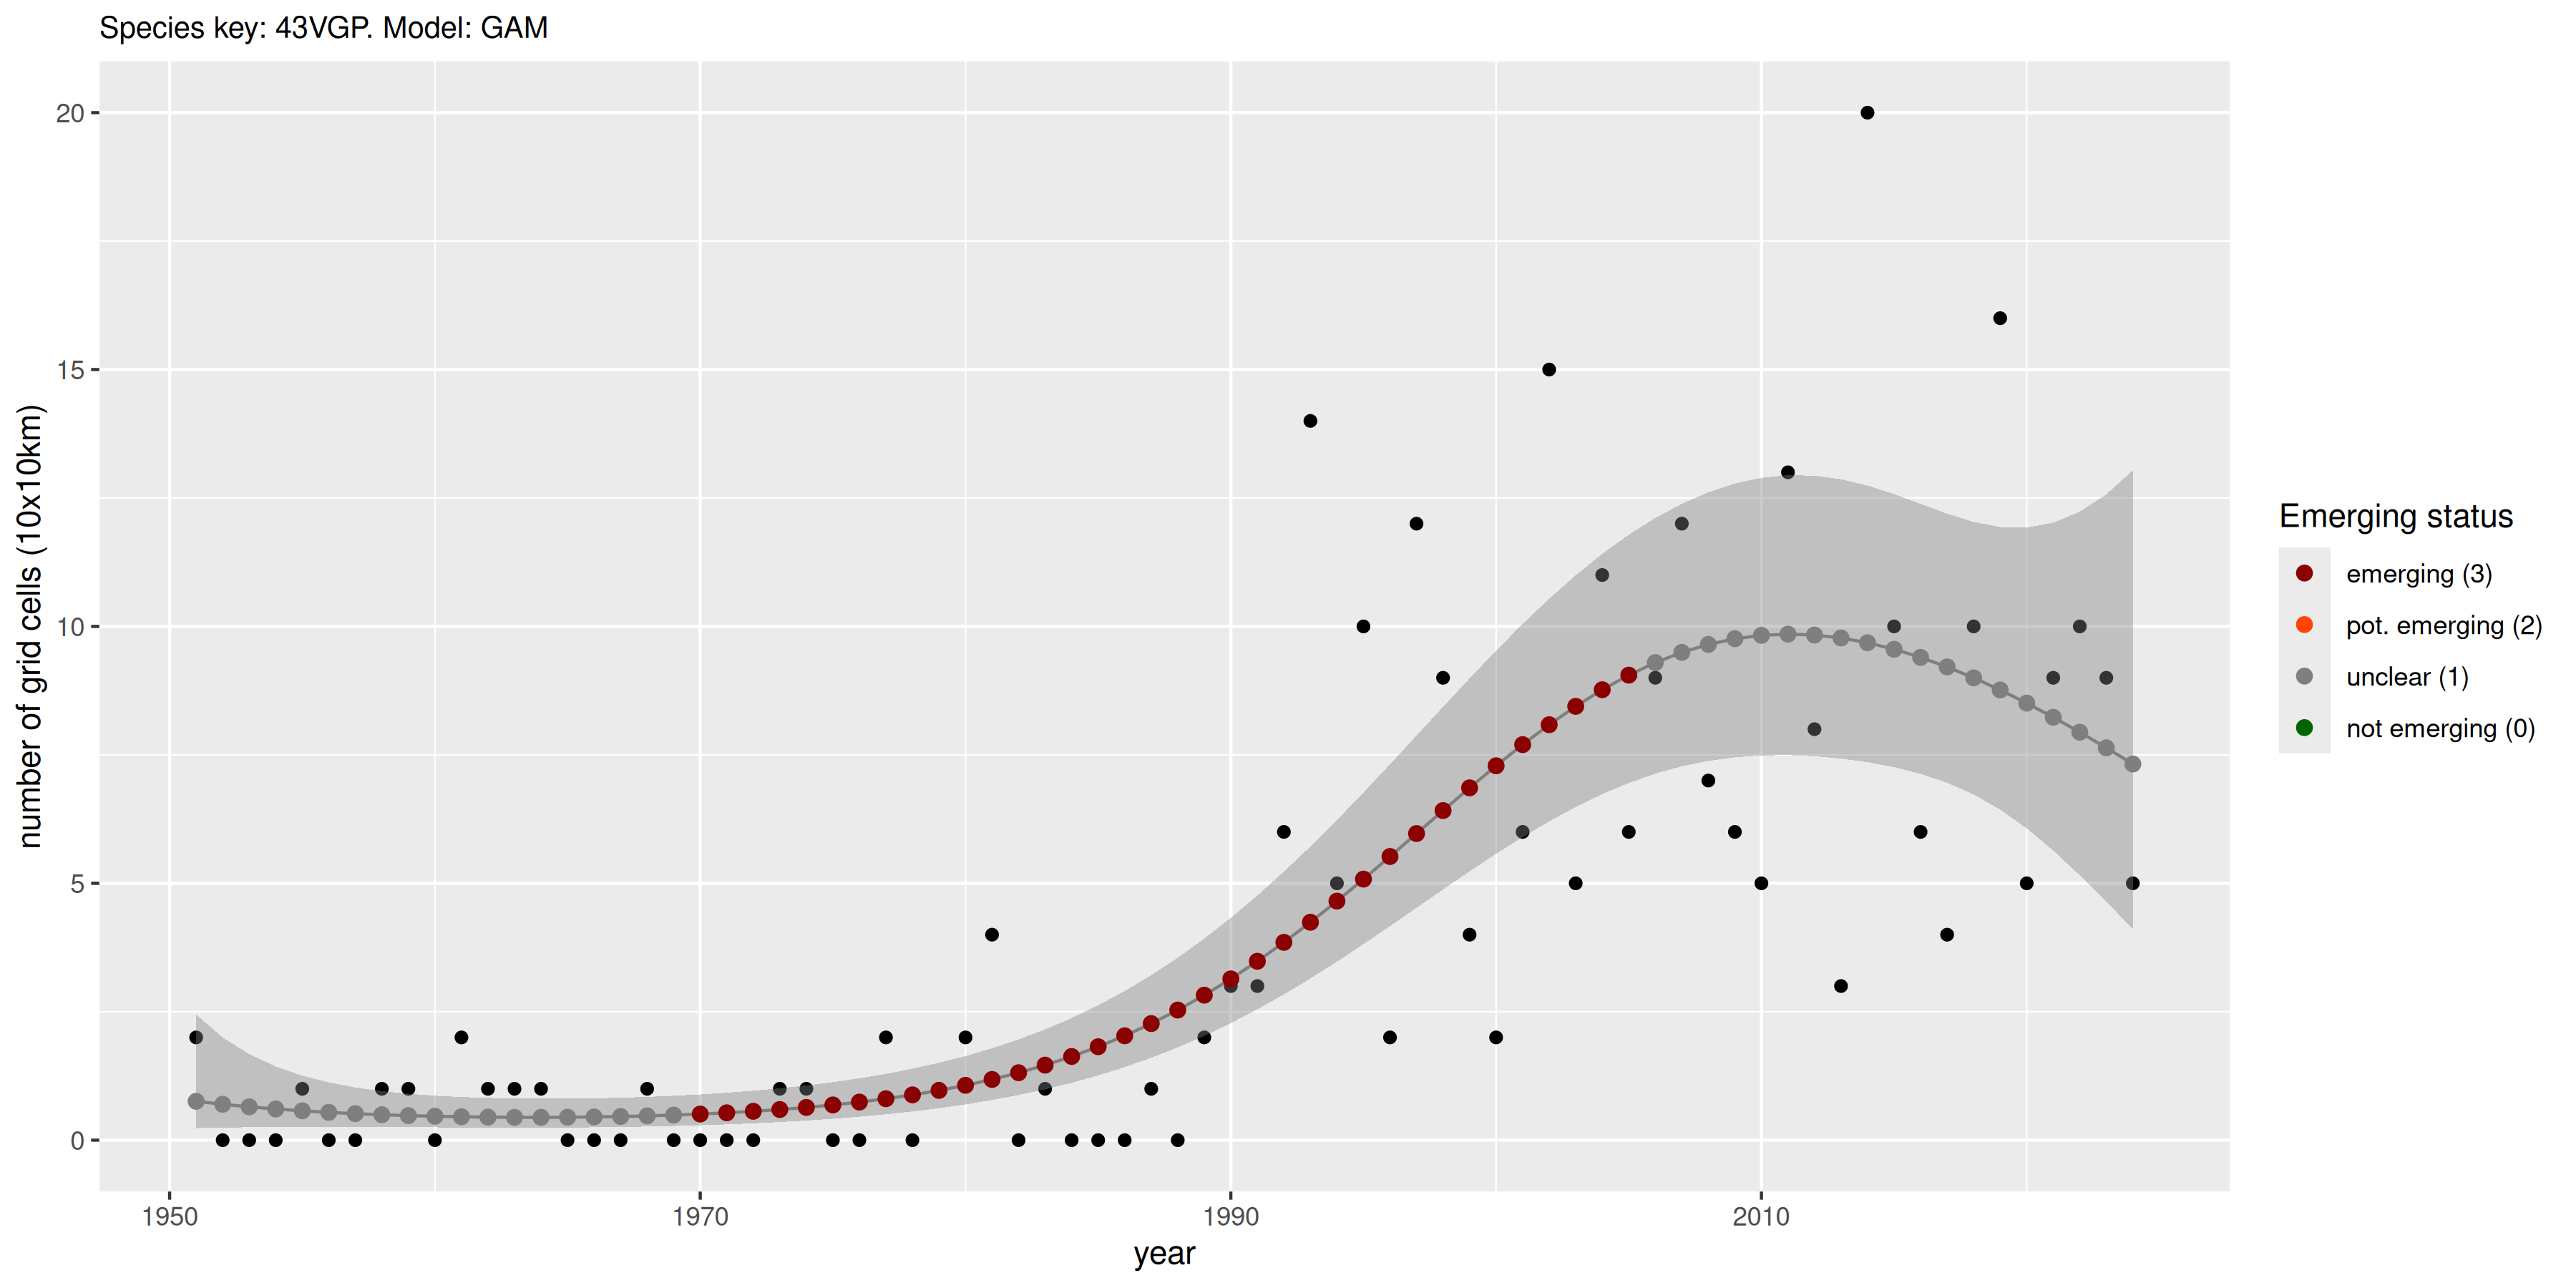 Species key: 43VGP. Model: GAM
number of grid cells (10x10km)
20
15
10
5
0
1950
1970
1990
2010
year
Emerging status
emerging (3)
pot. emerging (2)
unclear (1)
not emerging (0)